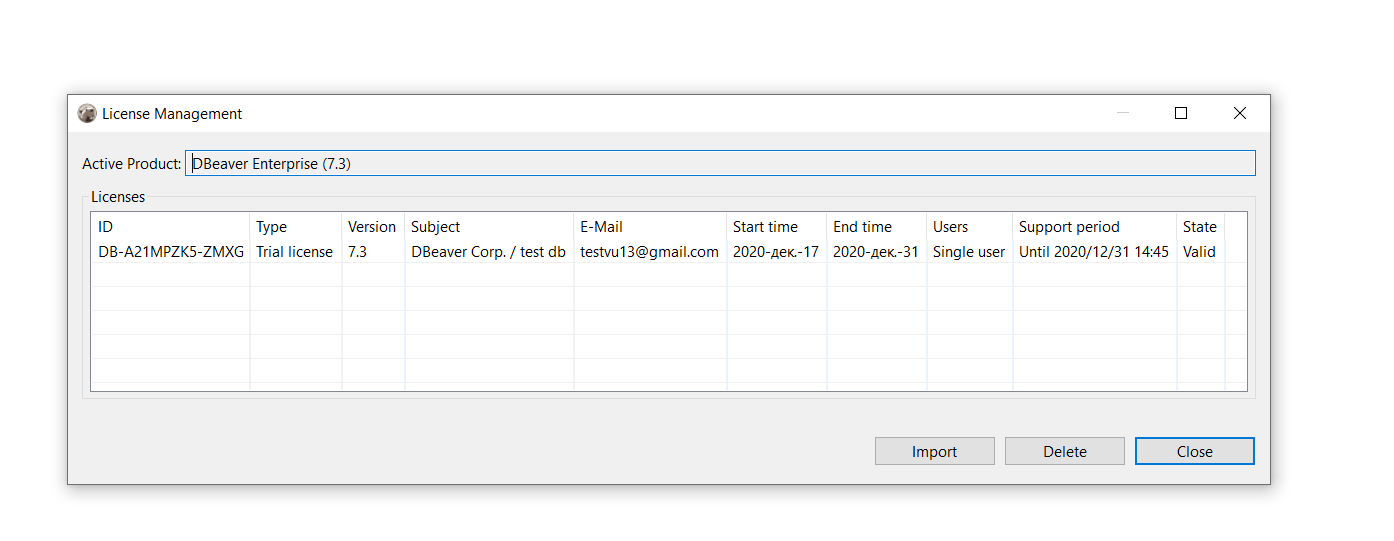 License Management
Active Product: DBeaver Enterprise (7.3)
Licenses
ID Type Version Subject E-Mail Start time End time Users Support period State
DB-A21MPZK5-ZMXG Trial license 7.3 DBeaver Corp. / test db testvu13@gmail.com 2020-дек.-17 2020-дек.-31 Single user Until 2020/12/31 14:45 Valid
Import Delete Close